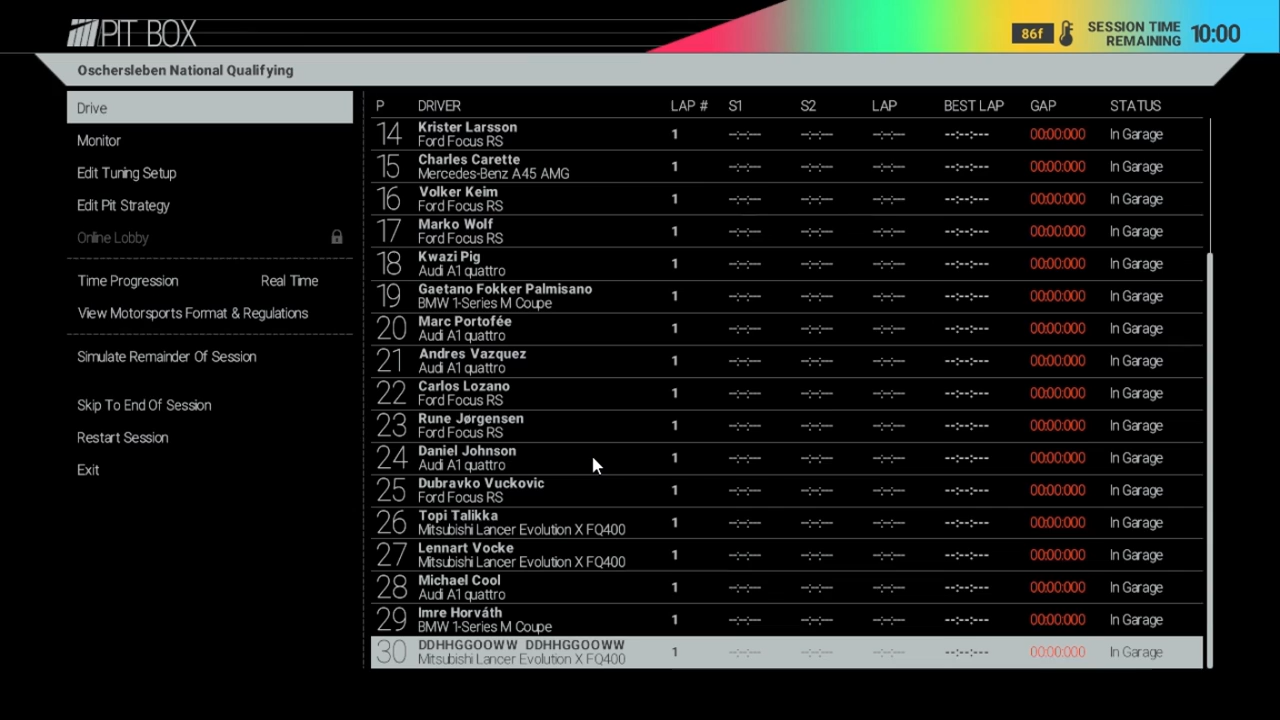 PIT BOX
86f
SESSION TIME
REMAINING
10:00
Oschersleben National Qualifying
Drive
Monitor
Edit Tuning Setup
Edit Pit Strategy
Online Lobby
Time Progression Real Time
View Motorsports Format & Regulations
Simulate Remainder Of Session
Skip To End Of Session
Restart Session
Exit
P DRIVER LAP # S1 S2 LAP BEST LAP GAP STATUS
14 Krister Larsson
Ford Focus RS
1 --:--:--- --:--:--- --:--:--- --:--:--- 00:00:000 In Garage
15 Charles Carette
Mercedes-Benz A45 AMG
1 --:--:--- --:--:--- --:--:--- --:--:--- 00:00:000 In Garage
16 Volker Keim
Ford Focus RS
1 --:--:--- --:--:--- --:--:--- --:--:--- 00:00:000 In Garage
17 Marko Wolf
Ford Focus RS
1 --:--:--- --:--:--- --:--:--- --:--:--- 00:00:000 In Garage
18 Kwazi Pig
Audi A1 quattro
1 --:--:--- --:--:--- --:--:--- --:--:--- 00:00:000 In Garage
19 Gaetano Fokker Palmisano
BMW 1-Series M Coupe
1 --:--:--- --:--:--- --:--:--- --:--:--- 00:00:000 In Garage
20 Marc Portofée
Audi A1 quattro
1 --:--:--- --:--:--- --:--:--- --:--:--- 00:00:000 In Garage
21 Andres Vazquez
Audi A1 quattro
1 --:--:--- --:--:--- --:--:--- --:--:--- 00:00:000 In Garage
22 Carlos Lozano
Ford Focus RS
1 --:--:--- --:--:--- --:--:--- --:--:--- 00:00:000 In Garage
23 Rune Jørgensen
Ford Focus RS
1 --:--:--- --:--:--- --:--:--- --:--:--- 00:00:000 In Garage
24 Daniel Johnson
Audi A1 quattro
1 --:--:--- --:--:--- --:--:--- --:--:--- 00:00:000 In Garage
25 Dubravko Vuckovic
Ford Focus RS
1 --:--:--- --:--:--- --:--:--- --:--:--- 00:00:000 In Garage
26 Topi Talikka
Mitsubishi Lancer Evolution X FQ400
1 --:--:--- --:--:--- --:--:--- --:--:--- 00:00:000 In Garage
27 Lennart Vocke
Mitsubishi Lancer Evolution X FQ400
1 --:--:--- --:--:--- --:--:--- --:--:--- 00:00:000 In Garage
28 Michael Cool
Audi A1 quattro
1 --:--:--- --:--:--- --:--:--- --:--:--- 00:00:000 In Garage
29 Imre Horváth
BMW 1-Series M Coupe
1 --:--:--- --:--:--- --:--:--- --:--:--- 00:00:000 In Garage
30 DDHHGGOOWW DDHHGGOOWW
Mitsubishi Lancer Evolution X FQ400
1 --:--:--- --:--:--- --:--:--- --:--:--- 00:00:000 In Garage